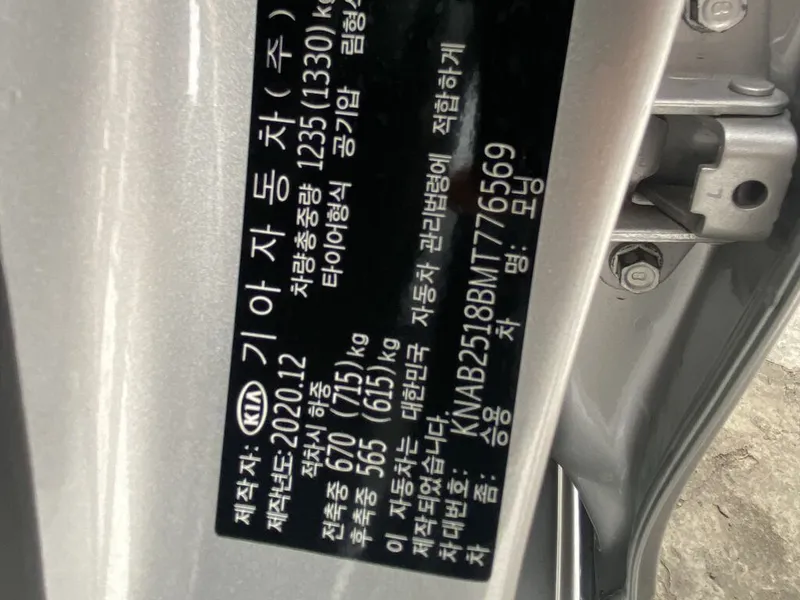 제작자: KIA 기아자동차(주)
제작년도: 2020.12 차량총중량 1235(1330)kg
적차시 하중 타이어형식 공기압 림형식
전축중 670 (715)kg
후축중 565 (615)kg
이 자동차는 대한민국 자동차 관리법령에 적합하게
제작되었습니다.
차대번호: KNAB2518BMT776569
차 종: 승용 차 명: 모닝
L